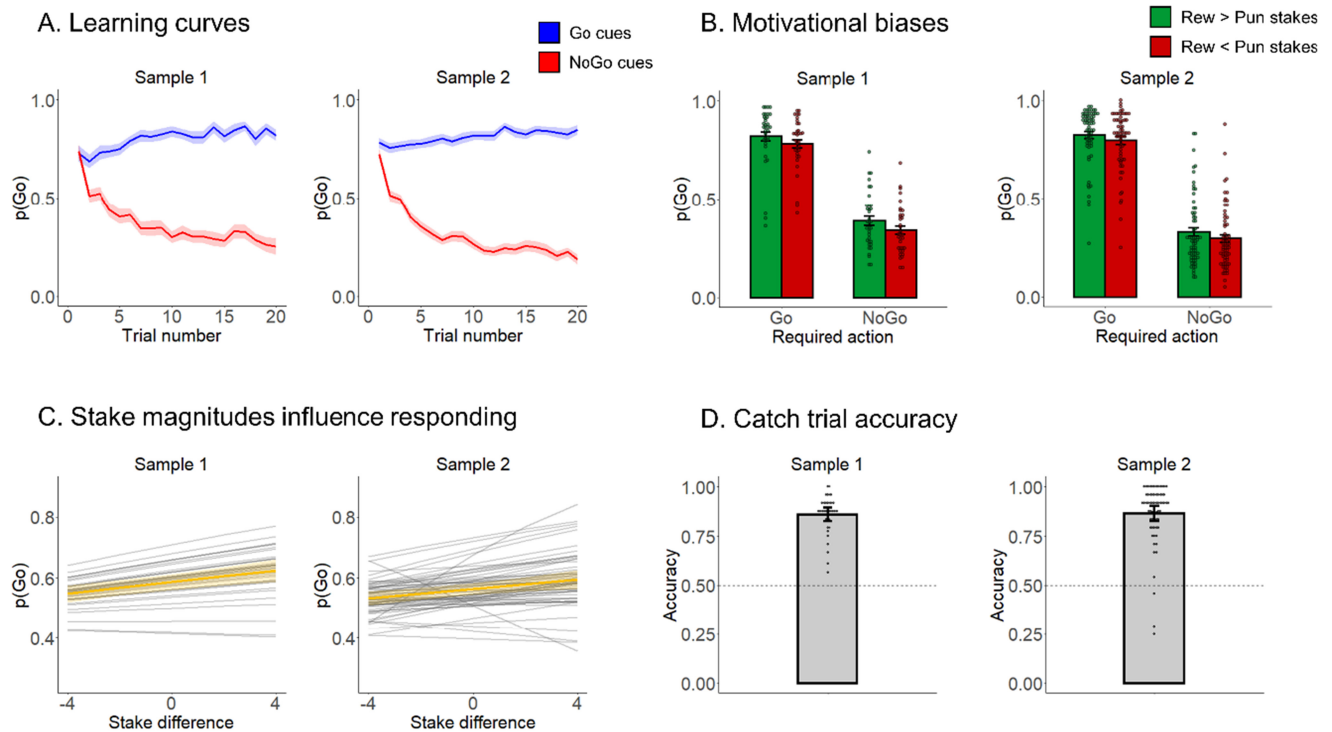 A. Learning curves
Go cues
NoGo cues
Sample 1
Sample 2
p(Go)
1.0
0.5
0.0
0 5 10 15 20
Trial number
p(Go)
1.0
0.5
0.0
0 5 10 15 20
Trial number
B. Motivational biases
Rew > Pun stakes
Rew < Pun stakes
Sample 1
Sample 2
p(Go)
1.0
0.5
0.0
Go NoGo
Required action
p(Go)
1.0
0.5
0.0
Go NoGo
Required action
C. Stake magnitudes influence responding
Sample 1
Sample 2
p(Go)
0.8
0.6
0.4
-4 0 4
Stake difference
p(Go)
0.8
0.6
0.4
-4 0 4
Stake difference
D. Catch trial accuracy
Sample 1
Sample 2
Accuracy
1.00
0.75
0.50
0.25
0.00
Accuracy
1.00
0.75
0.50
0.25
0.00